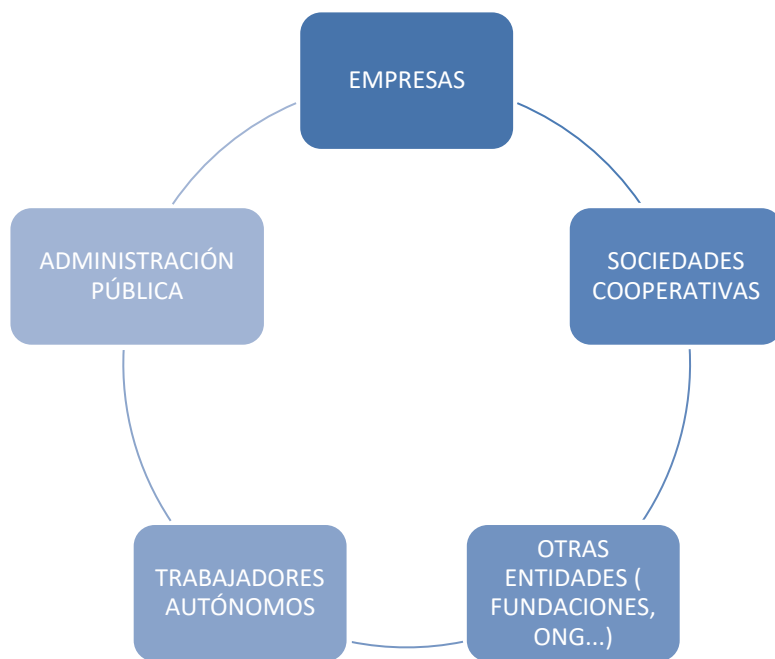 EMPRESAS
SOCIEDADES
COOPERATIVAS
OTRAS
ENTIDADES (
FUNDACIONES,
ONG...)
TRABAJADORES
AUTÓNOMOS
ADMINISTRACIÓN
PÚBLICA